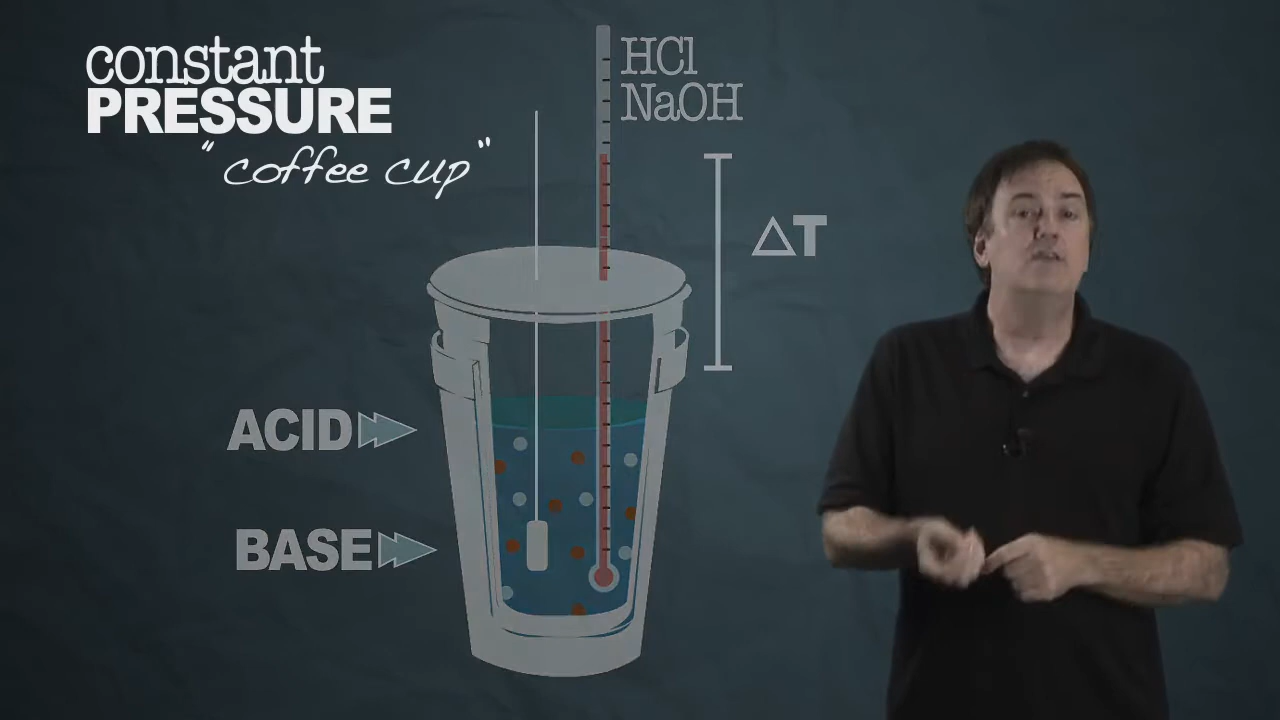 constant
PRESSURE
"coffee cup"
HCl
NaOH
ΔT
ACID
BASE